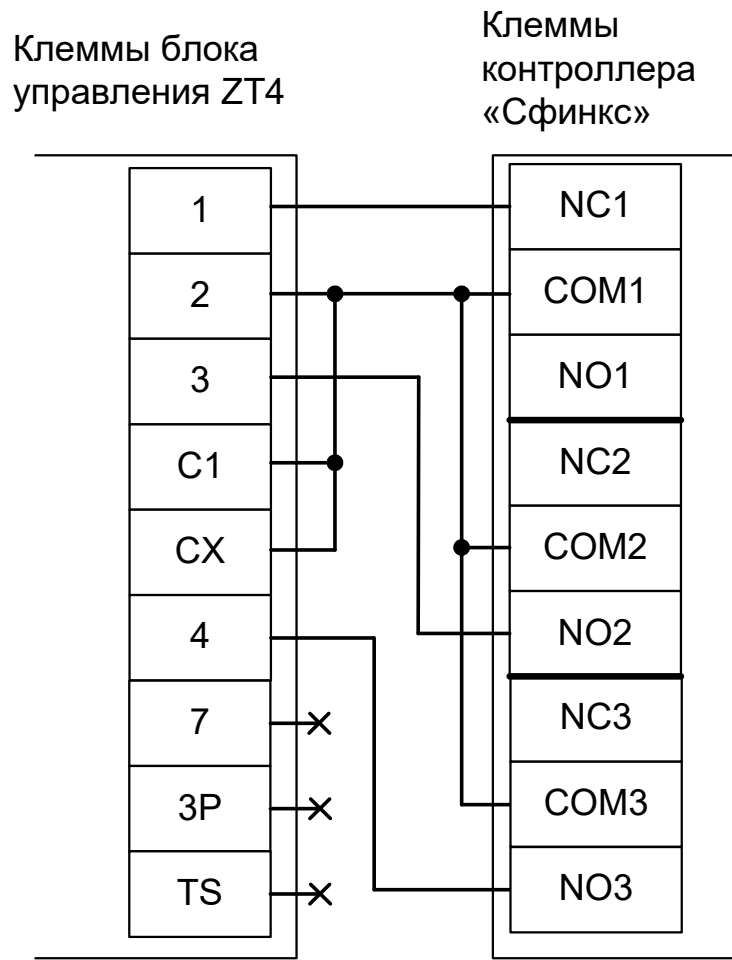 Клеммы блока
управления ZT4
Клеммы
контроллера
«Сфинкс»
1
2
3
C1
CX
4
7
3P
TS
NC1
COM1
NO1
NC2
COM2
NO2
NC3
COM3
NO3